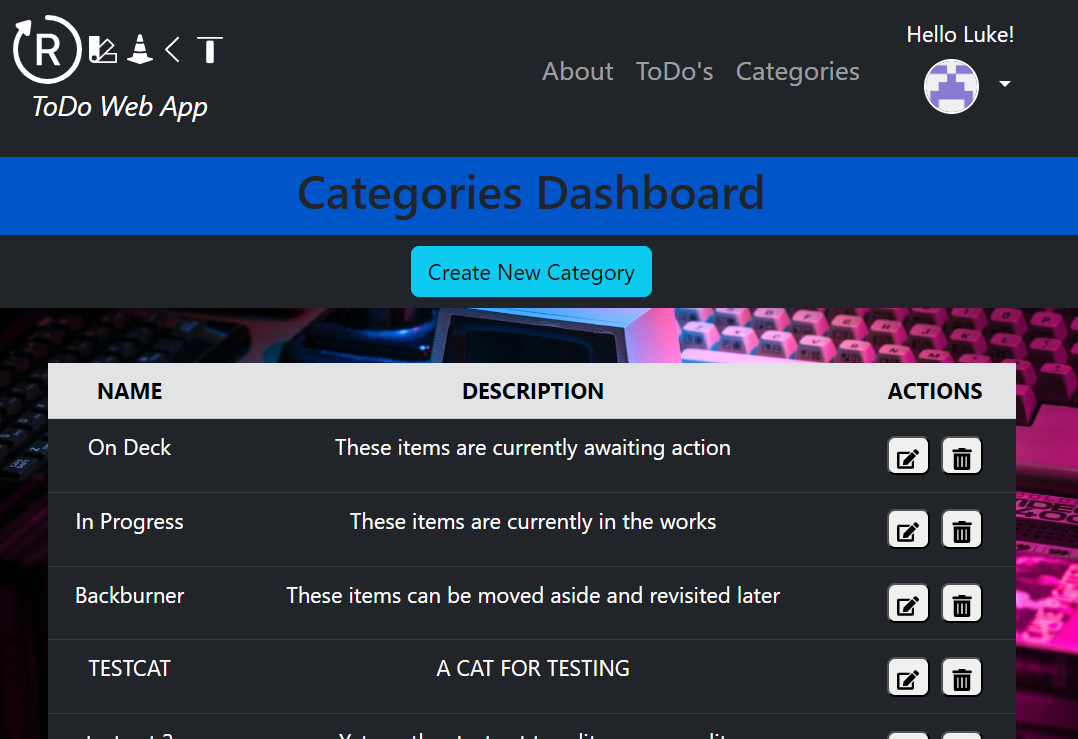 R
ToDo Web App
About ToDo's Categories
Hello Luke!
Categories Dashboard
Create New Category
NAME DESCRIPTION ACTIONS
On Deck These items are currently awaiting action
In Progress These items are currently in the works
Backburner These items can be moved aside and revisited later
TESTCAT A CAT FOR TESTING